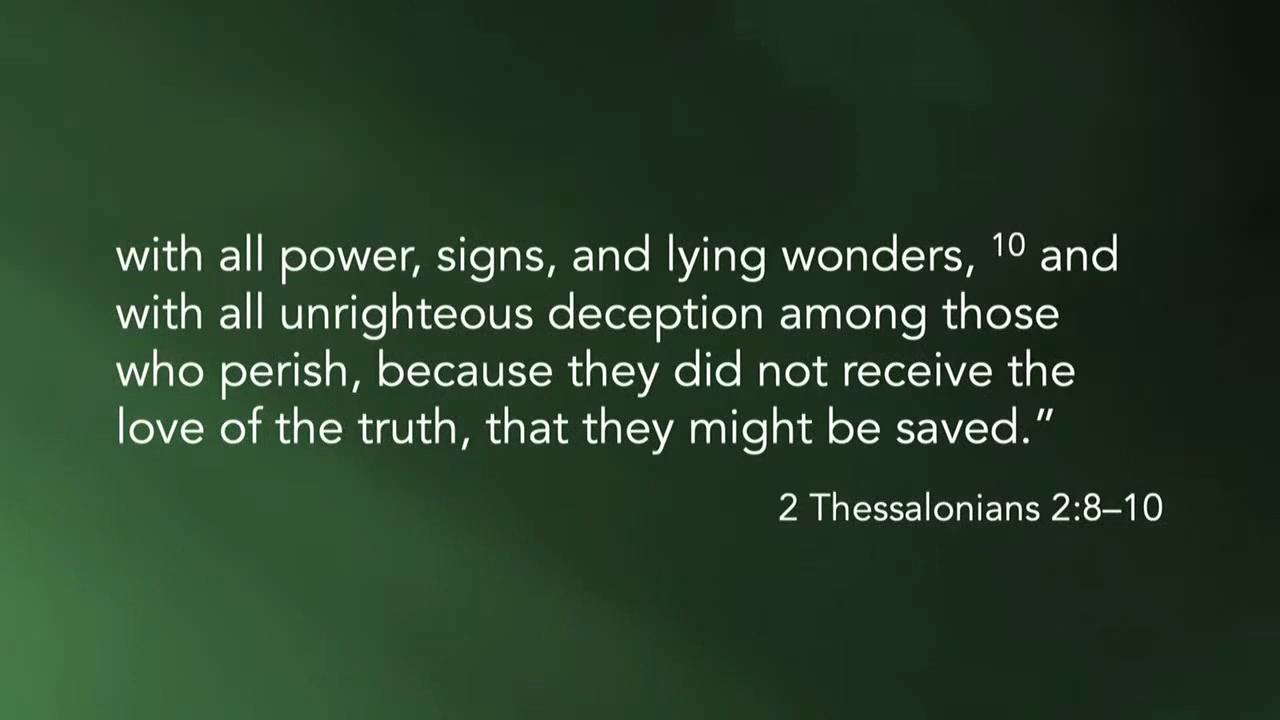 with all power, signs, and lying wonders, ¹⁰ and
with all unrighteous deception among those
who perish, because they did not receive the
love of the truth, that they might be saved.”
2 Thessalonians 2:8–10